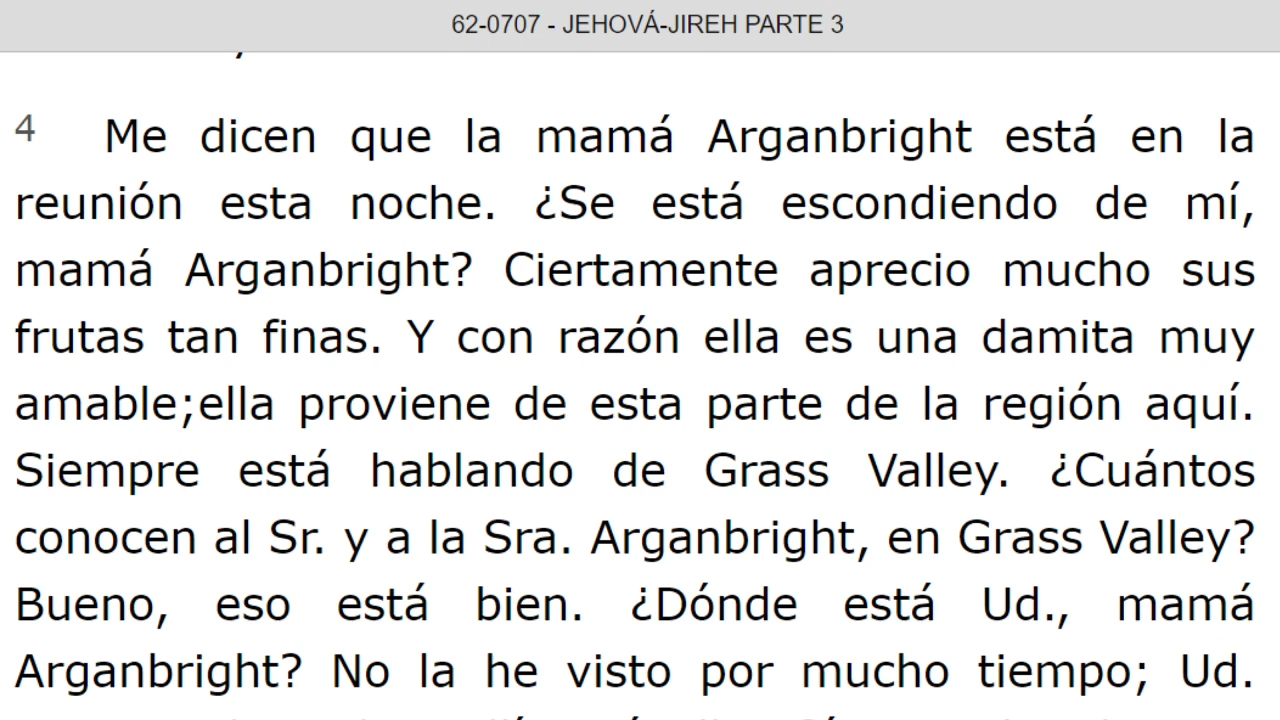 62-0707 - JEHOVÁ-JIREH PARTE 3
4 Me dicen que la mamá Arganbright está en la
reunión esta noche. ¿Se está escondiendo de mí,
mamá Arganbright? Ciertamente aprecio mucho sus
frutas tan finas. Y con razón ella es una damita muy
amable;ella proviene de esta parte de la región aquí.
Siempre está hablando de Grass Valley. ¿Cuántos
conocen al Sr. y a la Sra. Arganbright, en Grass Valley?
Bueno, eso está bien. ¿Dónde está Ud., mamá
Arganbright? No la he visto por mucho tiempo; Ud.